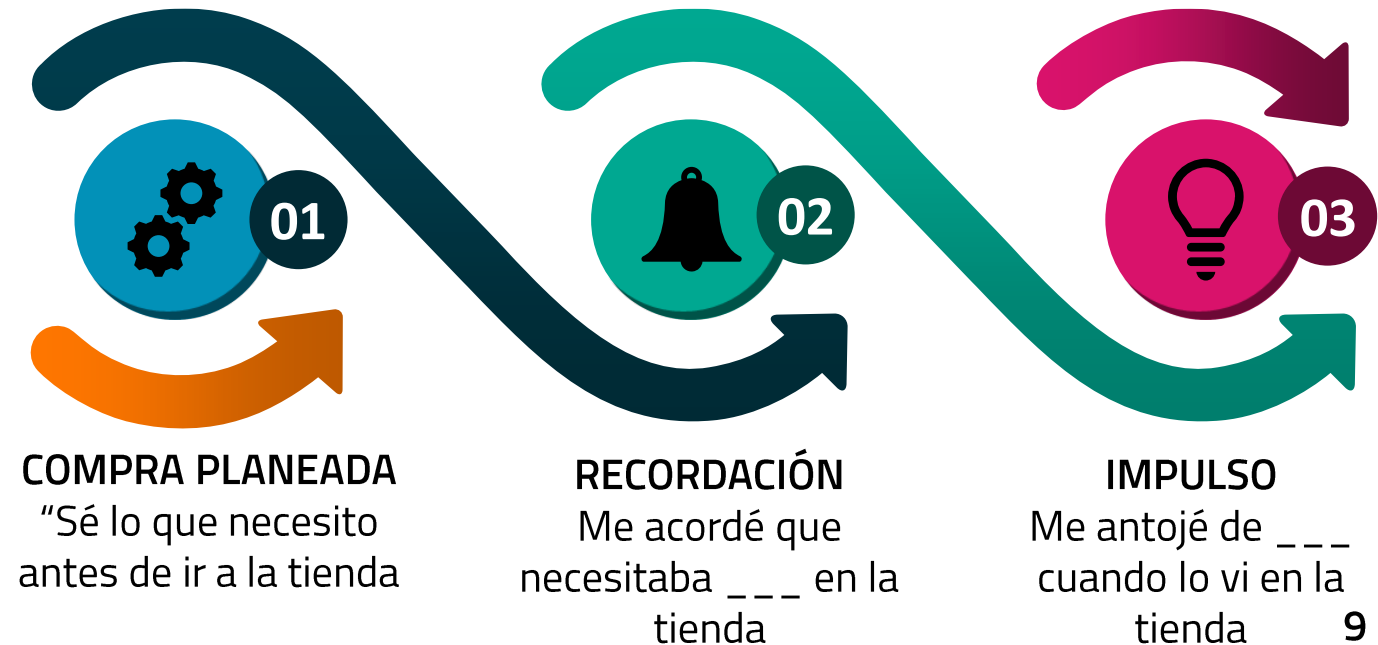 01
COMPRA PLANEADA
“Sé lo que necesito
antes de ir a la tienda
02
RECORDACIÓN
Me acordé que
necesitaba _ _ _ en la
tienda
03
IMPULSO
Me antojé de _ _ _
cuando lo vi en la
tienda
9